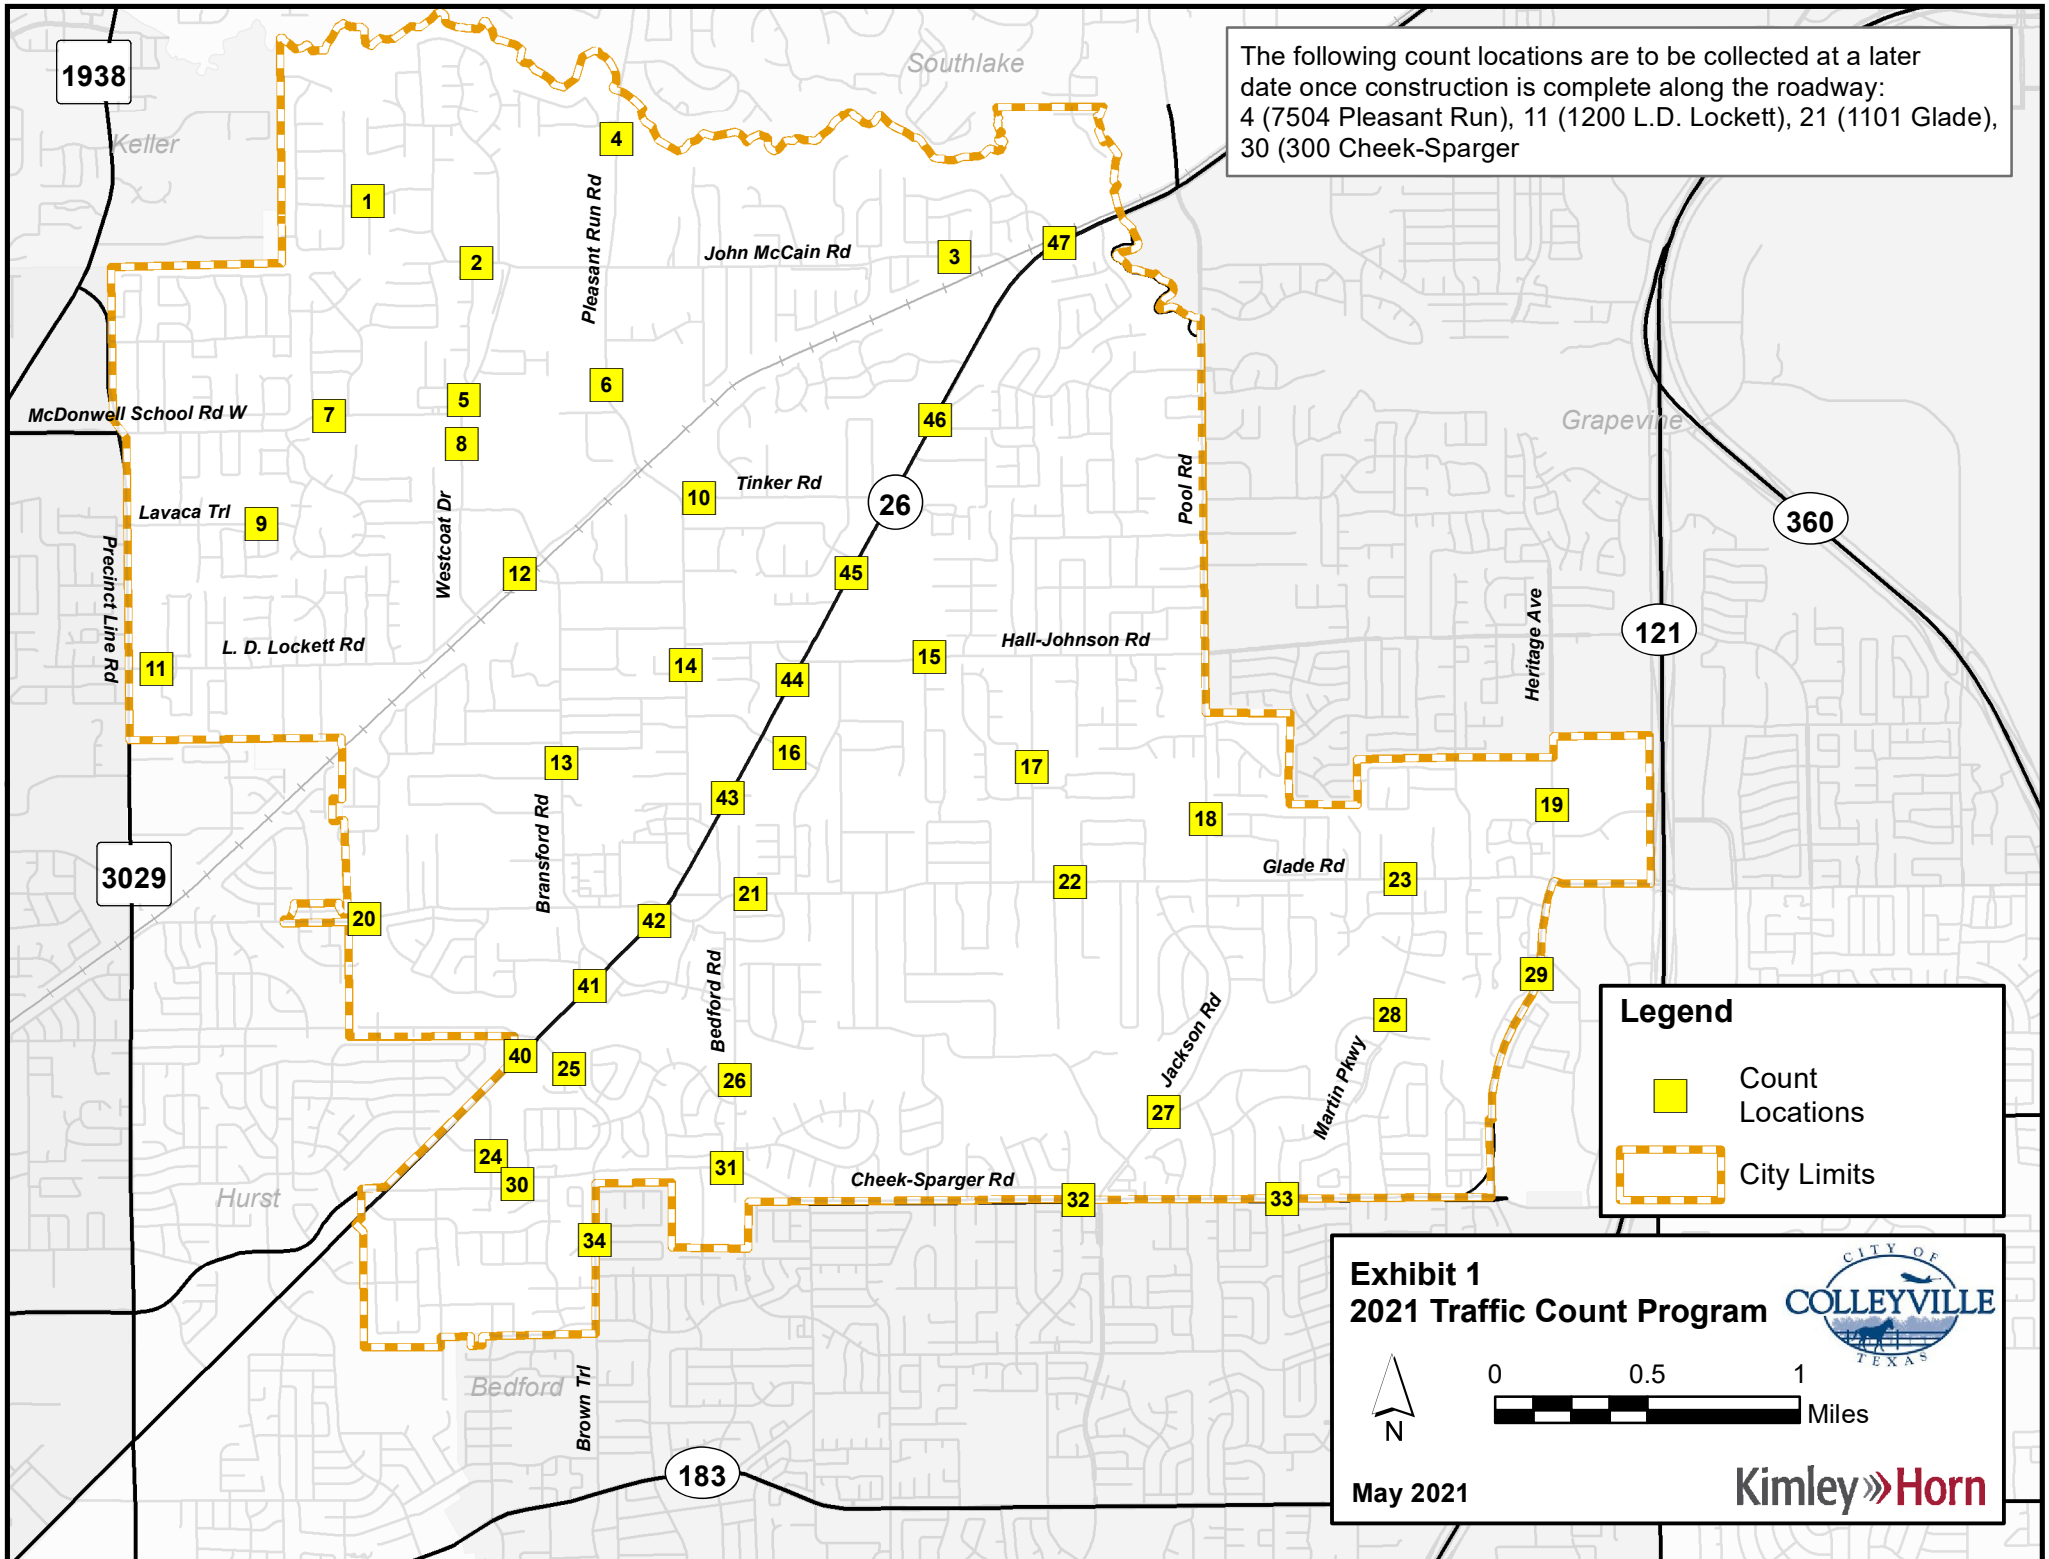 The following count locations are to be collected at a later
date once construction is complete along the roadway:
4 (7504 Pleasant Run), 11 (1200 L.D. Lockett), 21 (1101 Glade),
30 (300 Cheek-Sparger
1938
Southlake
Keller
4
1
Pleasant Run Rd
2
John McCain Rd
3
47
McDonwell School Rd W
7
5
6
8
46
Grapevine
Lavaca Trl
9
Westcoat Dr
10
Tinker Rd
26
Pool Rd
360
Precinct Line Rd
12
45
Heritage Ave
121
11
L. D. Lockett Rd
14
44
15
Hall-Johnson Rd
13
16
17
43
18
19
3029
Bransford Rd
21
22
Glade Rd
23
20
42
41
Bedford Rd
29
28
40
25
26
Jackson Rd
27
Martin Pkwy
24
30
31
Cheek-Sparger Rd
32
33
Hurst
34
Bedford
Brown Trl
183
Legend
Count
Locations
City Limits
Exhibit 1
2021 Traffic Count Program
CITY OF
COLLEYVILLE
TEXAS
0 0.5 1
Miles
N
May 2021
Kimley»Horn